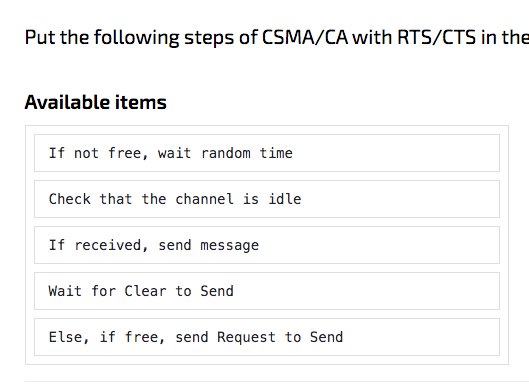 Put the following steps of CSMA/CA with RTS/CTS in the
Available items
If not free, wait random time
Check that the channel is idle
If received, send message
Wait for Clear to Send
Else, if free, send Request to Send